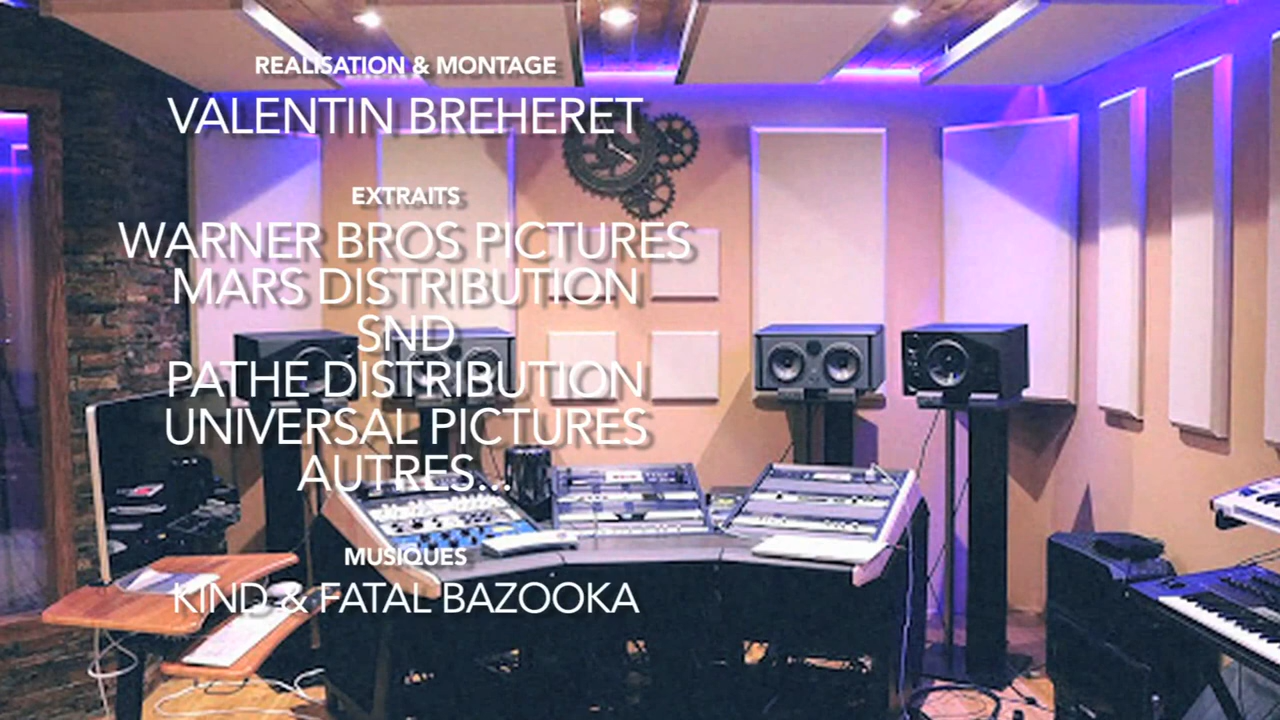 REALISATION & MONTAGE
VALENTIN BREHERET
EXTRAITS
WARNER BROS PICTURES
MARS DISTRIBUTION
SND
PATHE DISTRIBUTION
UNIVERSAL PICTURES
AUTRES...
MUSIQUES
KIND & FATAL BAZOOKA